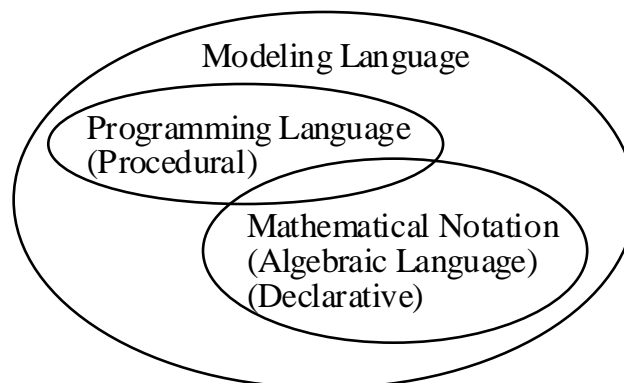 Modeling Language
Programming Language
(Procedural)
Mathematical Notation
(Algebraic Language)
(Declarative)